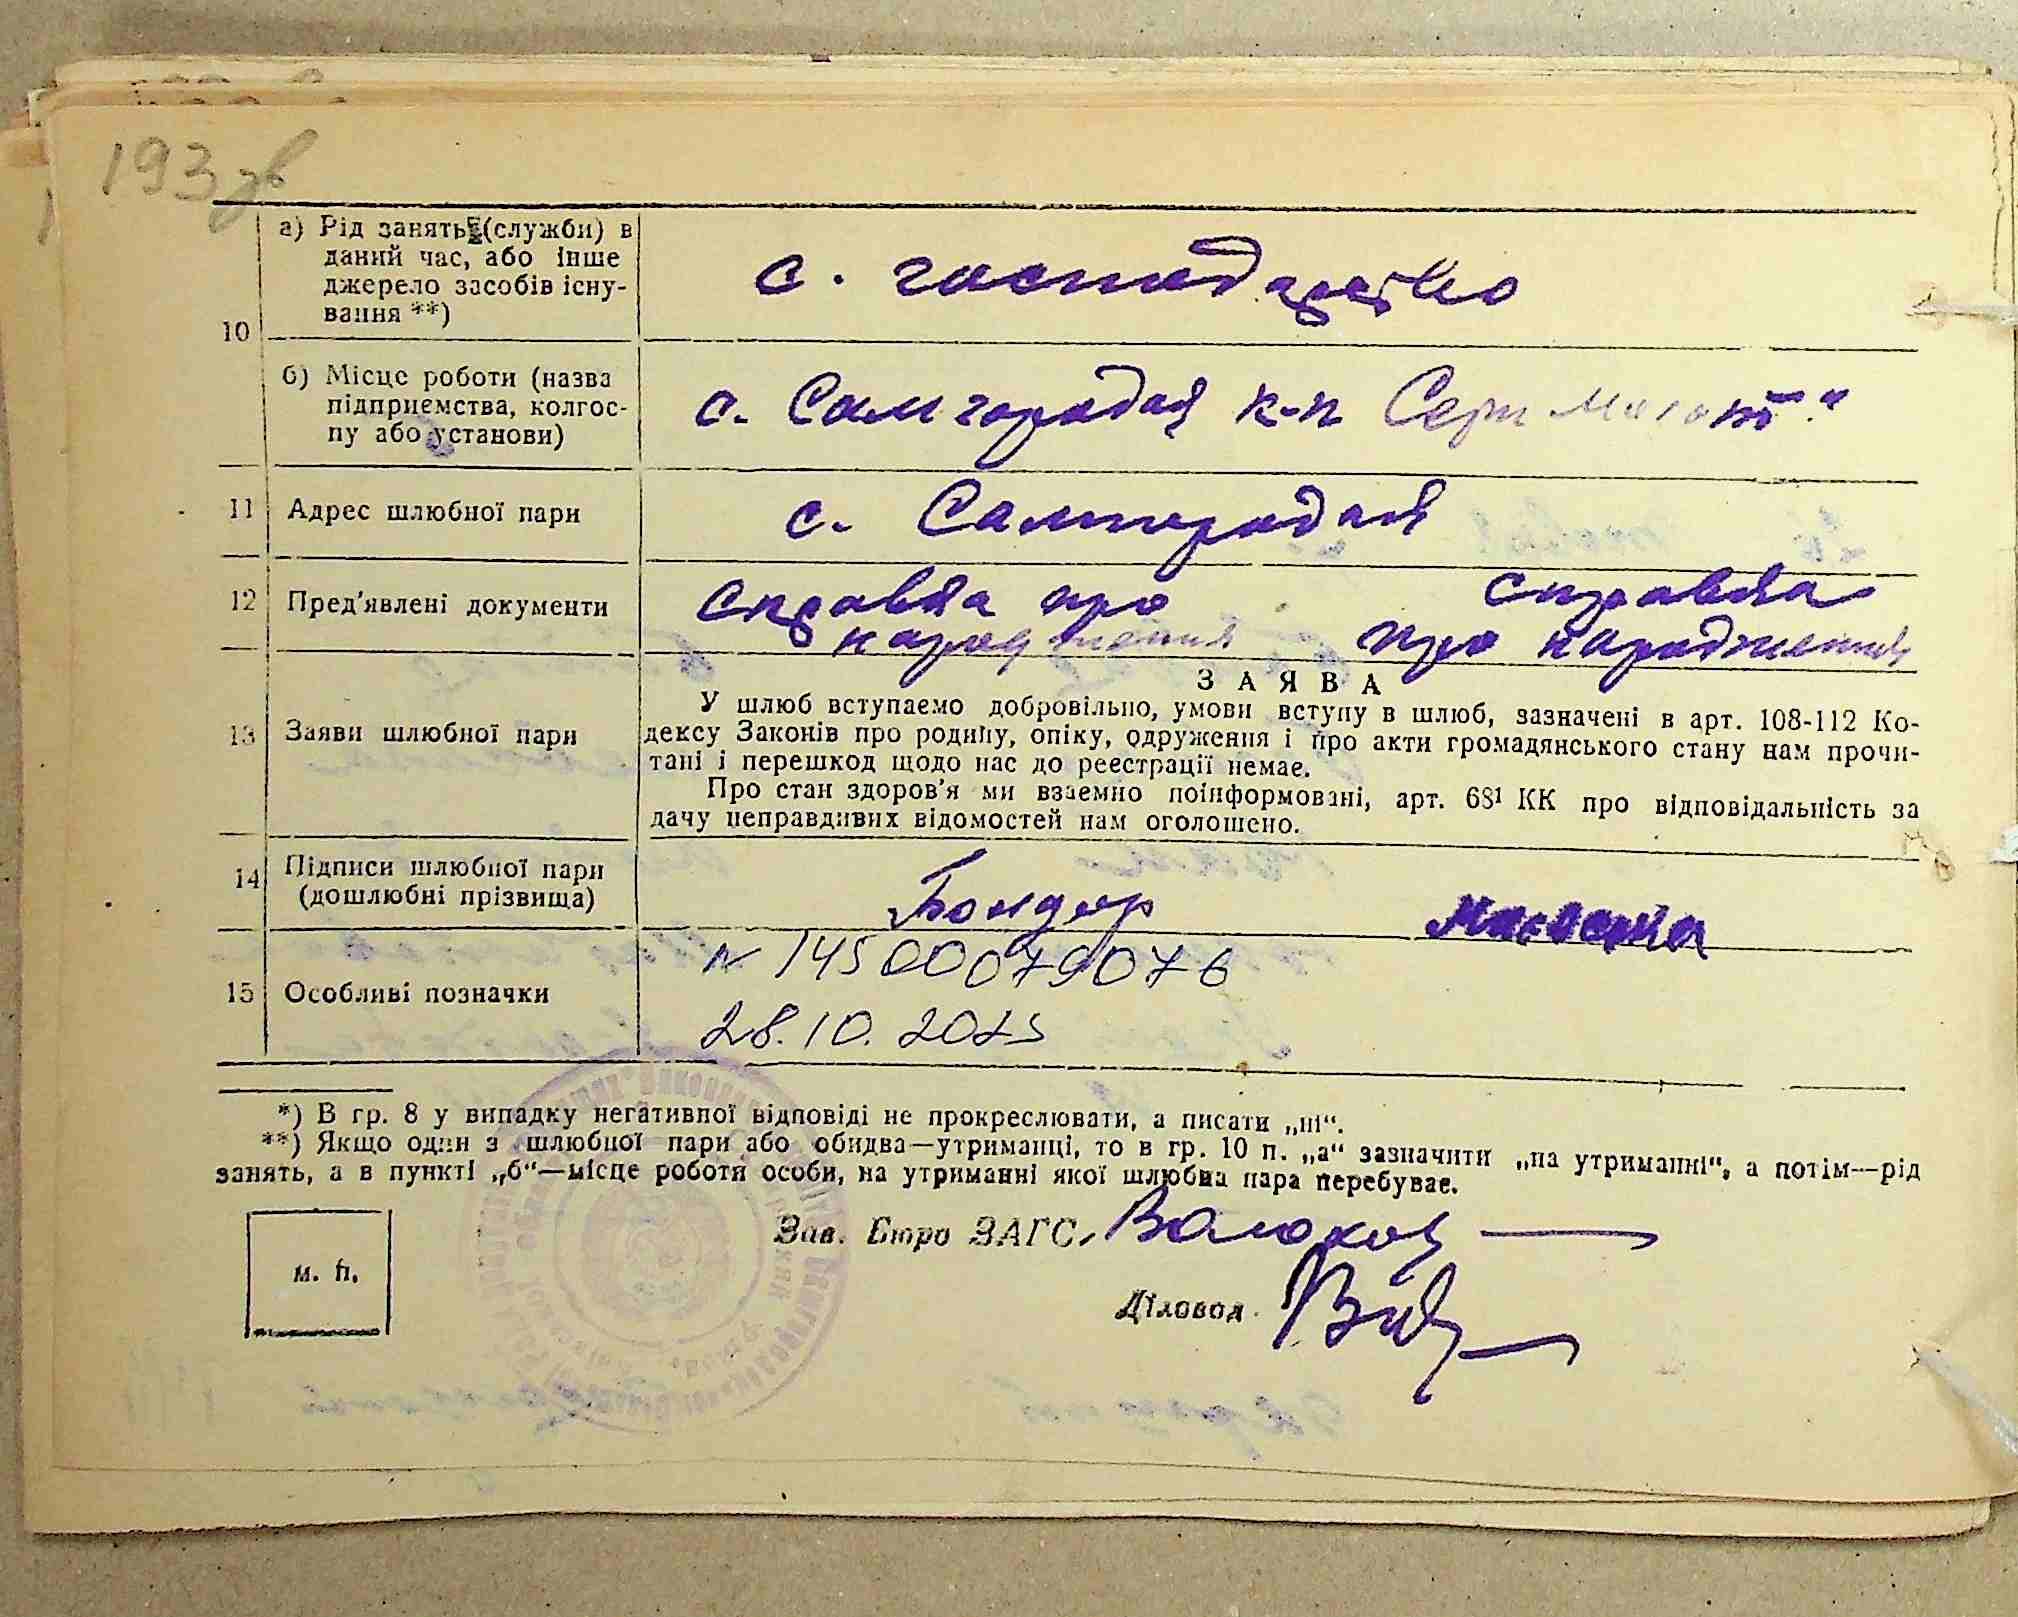 193зв
10
а) Рід занять (служби) в
даний час, або інше
джерело засобів існу-
вання **)
с. господарство
б) Місце роботи (назва
підприємства, колгос-
пу або установи)
с. Самгородок к-п Серп Молот"
11 Адрес шлюбної пари
с. Самгородок
12 Пред'явлені документи
справка про народження
справка про народження
13 Заяви шлюбної пари
ЗАЯВА
У шлюб вступаємо добровільно, умови вступу в шлюб, зазначені в арт. 108-112 Ко-
дексу Законів про родину, опіку, одруження і про акти громадянського стану нам прочи-
тані і перешкод щодо нас до реєстрації немає.
Про стан здоров'я ми взаємно поінформовані, арт. 68¹ КК про відповідальність за
дачу неправдивих відомостей нам оголошено.
14 Підписи шлюбної пари
(дошлюбні прізвища)
Бондар
15 Особливі позначки
N 14500079076
28.10.2025
*) В гр. 8 у випадку негативної відповіді не прокреслювати, а писати „ні“.
**) Якщо один з шлюбної пари або обидва—утриманці, то в гр. 10 п. „а“ зазначити „на утриманні“, а потім—рід
занять, а в пункті „б“—місце роботи особи, на утриманні якої шлюбна пара перебуває.
Зав. Бюро ЗАГС,
м. п.
Діловод